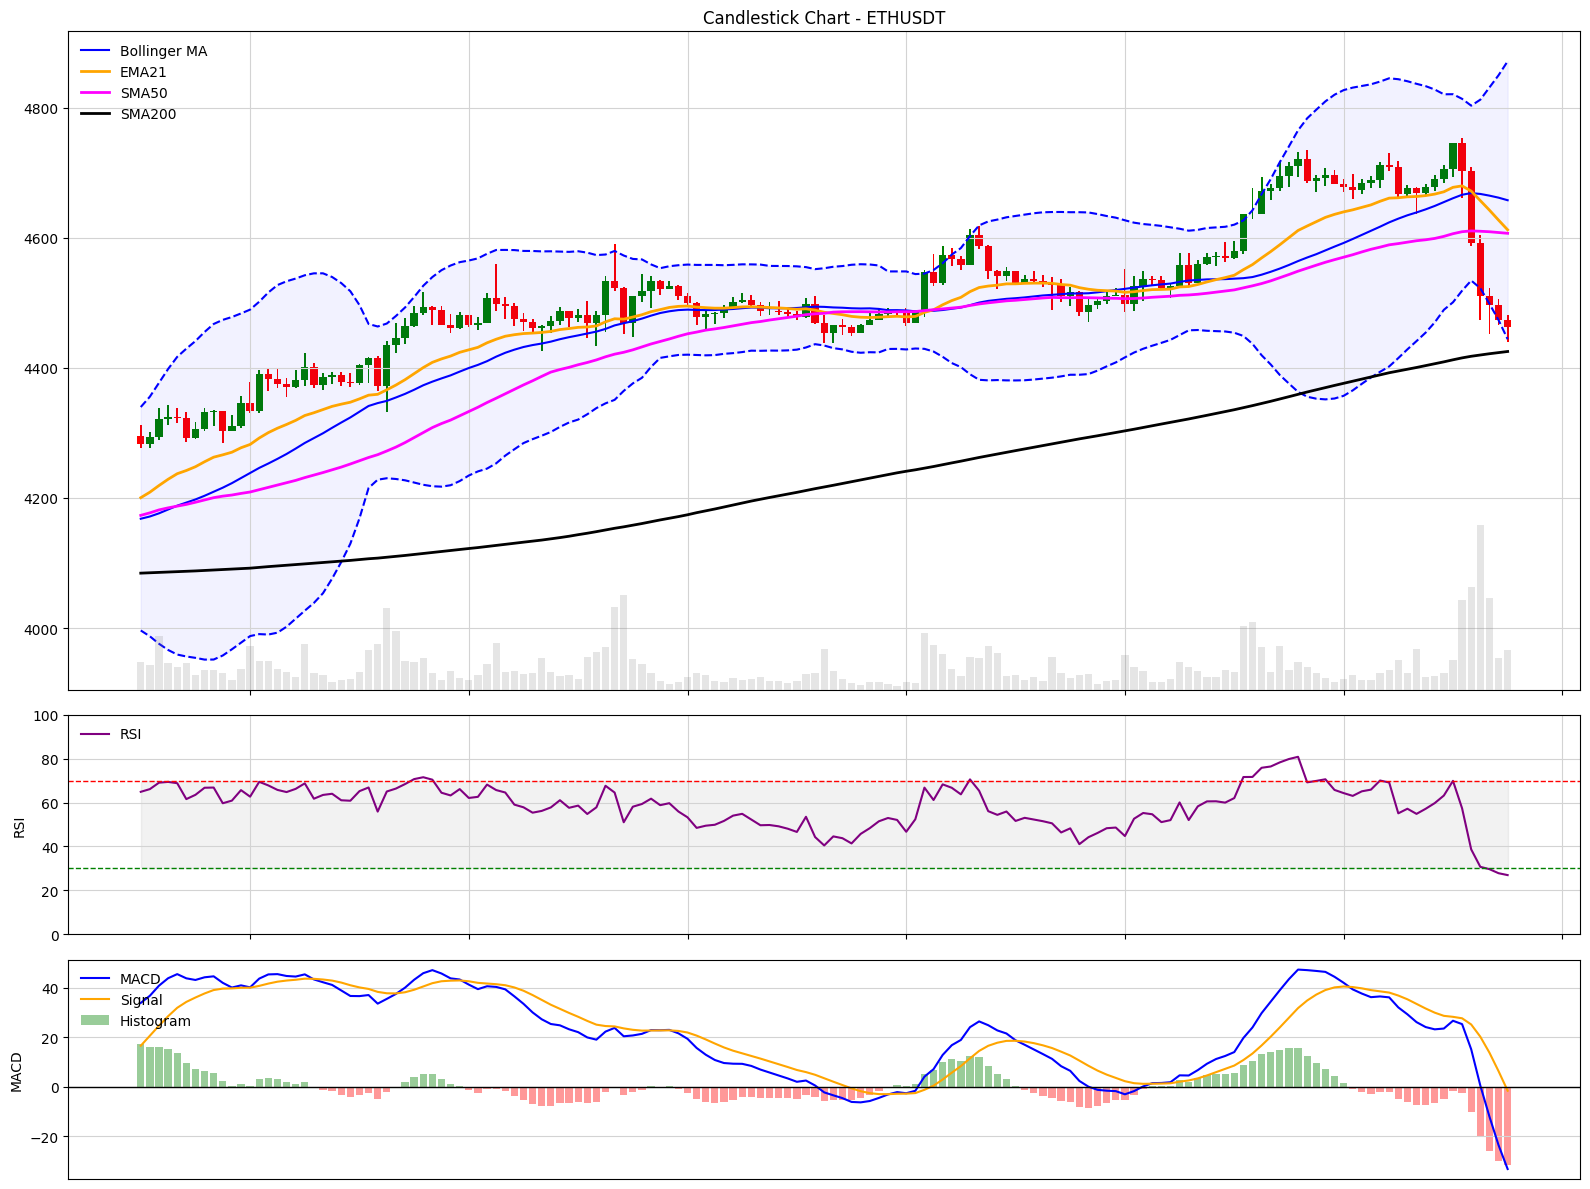 Candlestick Chart - ETHUSDT
Bollinger MA
EMA21
SMA50
SMA200
4800
4600
4400
4200
4000
RSI
100
80
60
40
20
0
RSI
MACD
Signal
Histogram
40
20
0
−20
MACD